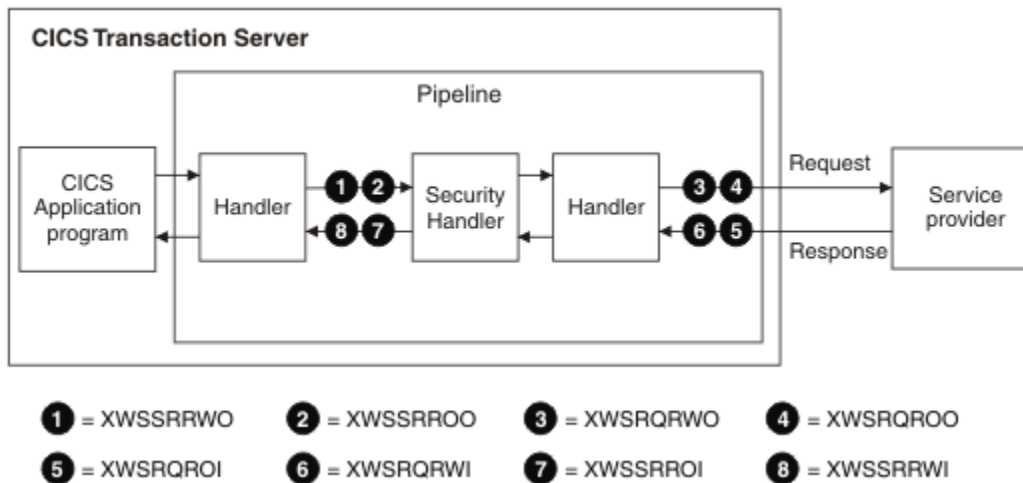 CICS Transaction Server
Pipeline
CICS
Application
program
Handler
1 2
8 7
Security
Handler
Handler
3 4
6 5
Request
Response
Service
provider
1 = XWSSRRWO 2 = XWSSRROO 3 = XWSRQRWO 4 = XWSRQROO
5 = XWSRQROI 6 = XWSRQRWI 7 = XWSSRROI 8 = XWSSRRWI